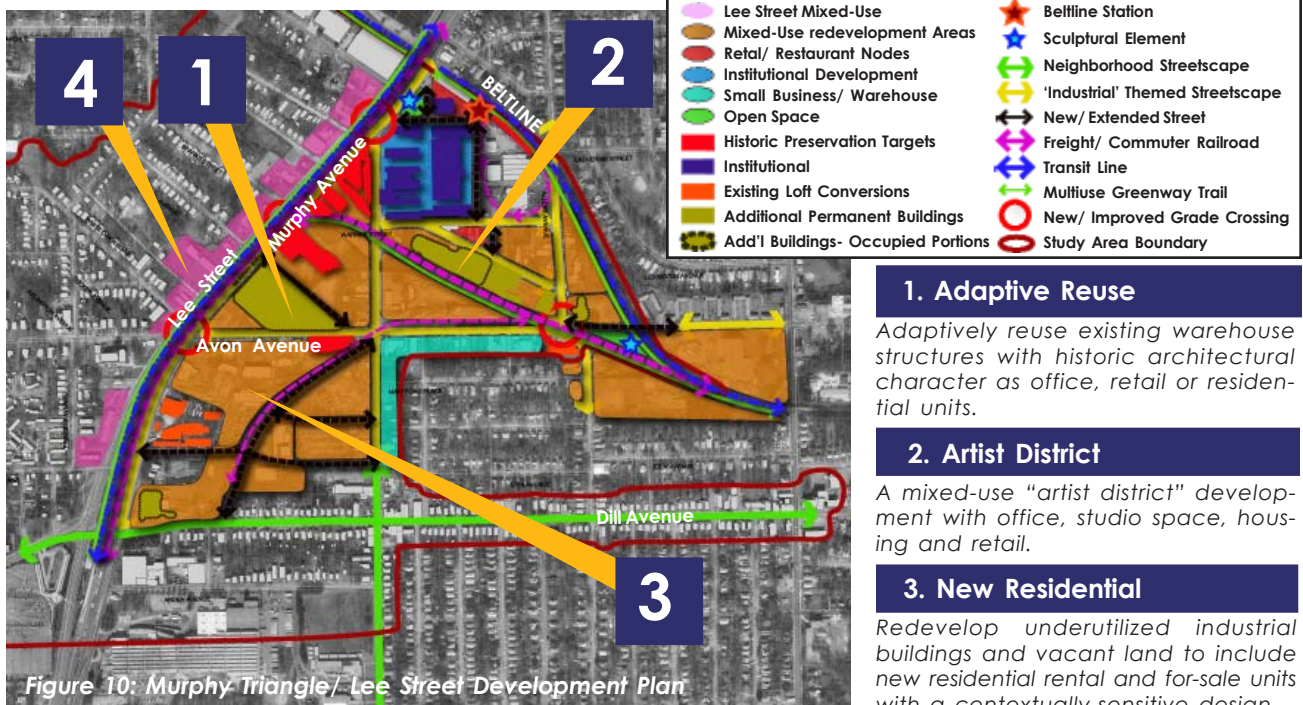 Lee Street Mixed-Use
Mixed-Use redevelopment Areas
Retal/ Restaurant Nodes
Institutional Development
Small Business/ Warehouse
Open Space
Historic Preservation Targets
Institutional
Existing Loft Conversions
Additional Permanent Buildings
Add'l Buildings- Occupied Portions
Beltline Station
Sculptural Element
Neighborhood Streetscape
'Industrial' Themed Streetscape
New/ Extended Street
Freight/ Commuter Railroad
Transit Line
Multiuse Greenway Trail
New/ Improved Grade Crossing
Study Area Boundary
4
1
2
BELTLINE
Murphy Avenue
Lee Street
Avon Avenue
Dill Avenue
3
Figure 10: Murphy Triangle/ Lee Street Development Plan
1. Adaptive Reuse
Adaptively reuse existing warehouse
structures with historic architectural
character as office, retail or residen-
tial units.
2. Artist District
A mixed-use “artist district” develop-
ment with office, studio space, hous-
ing and retail.
3. New Residential
Redevelop underutilized industrial
buildings and vacant land to include
new residential rental and for-sale units
with a contextually sensitive design